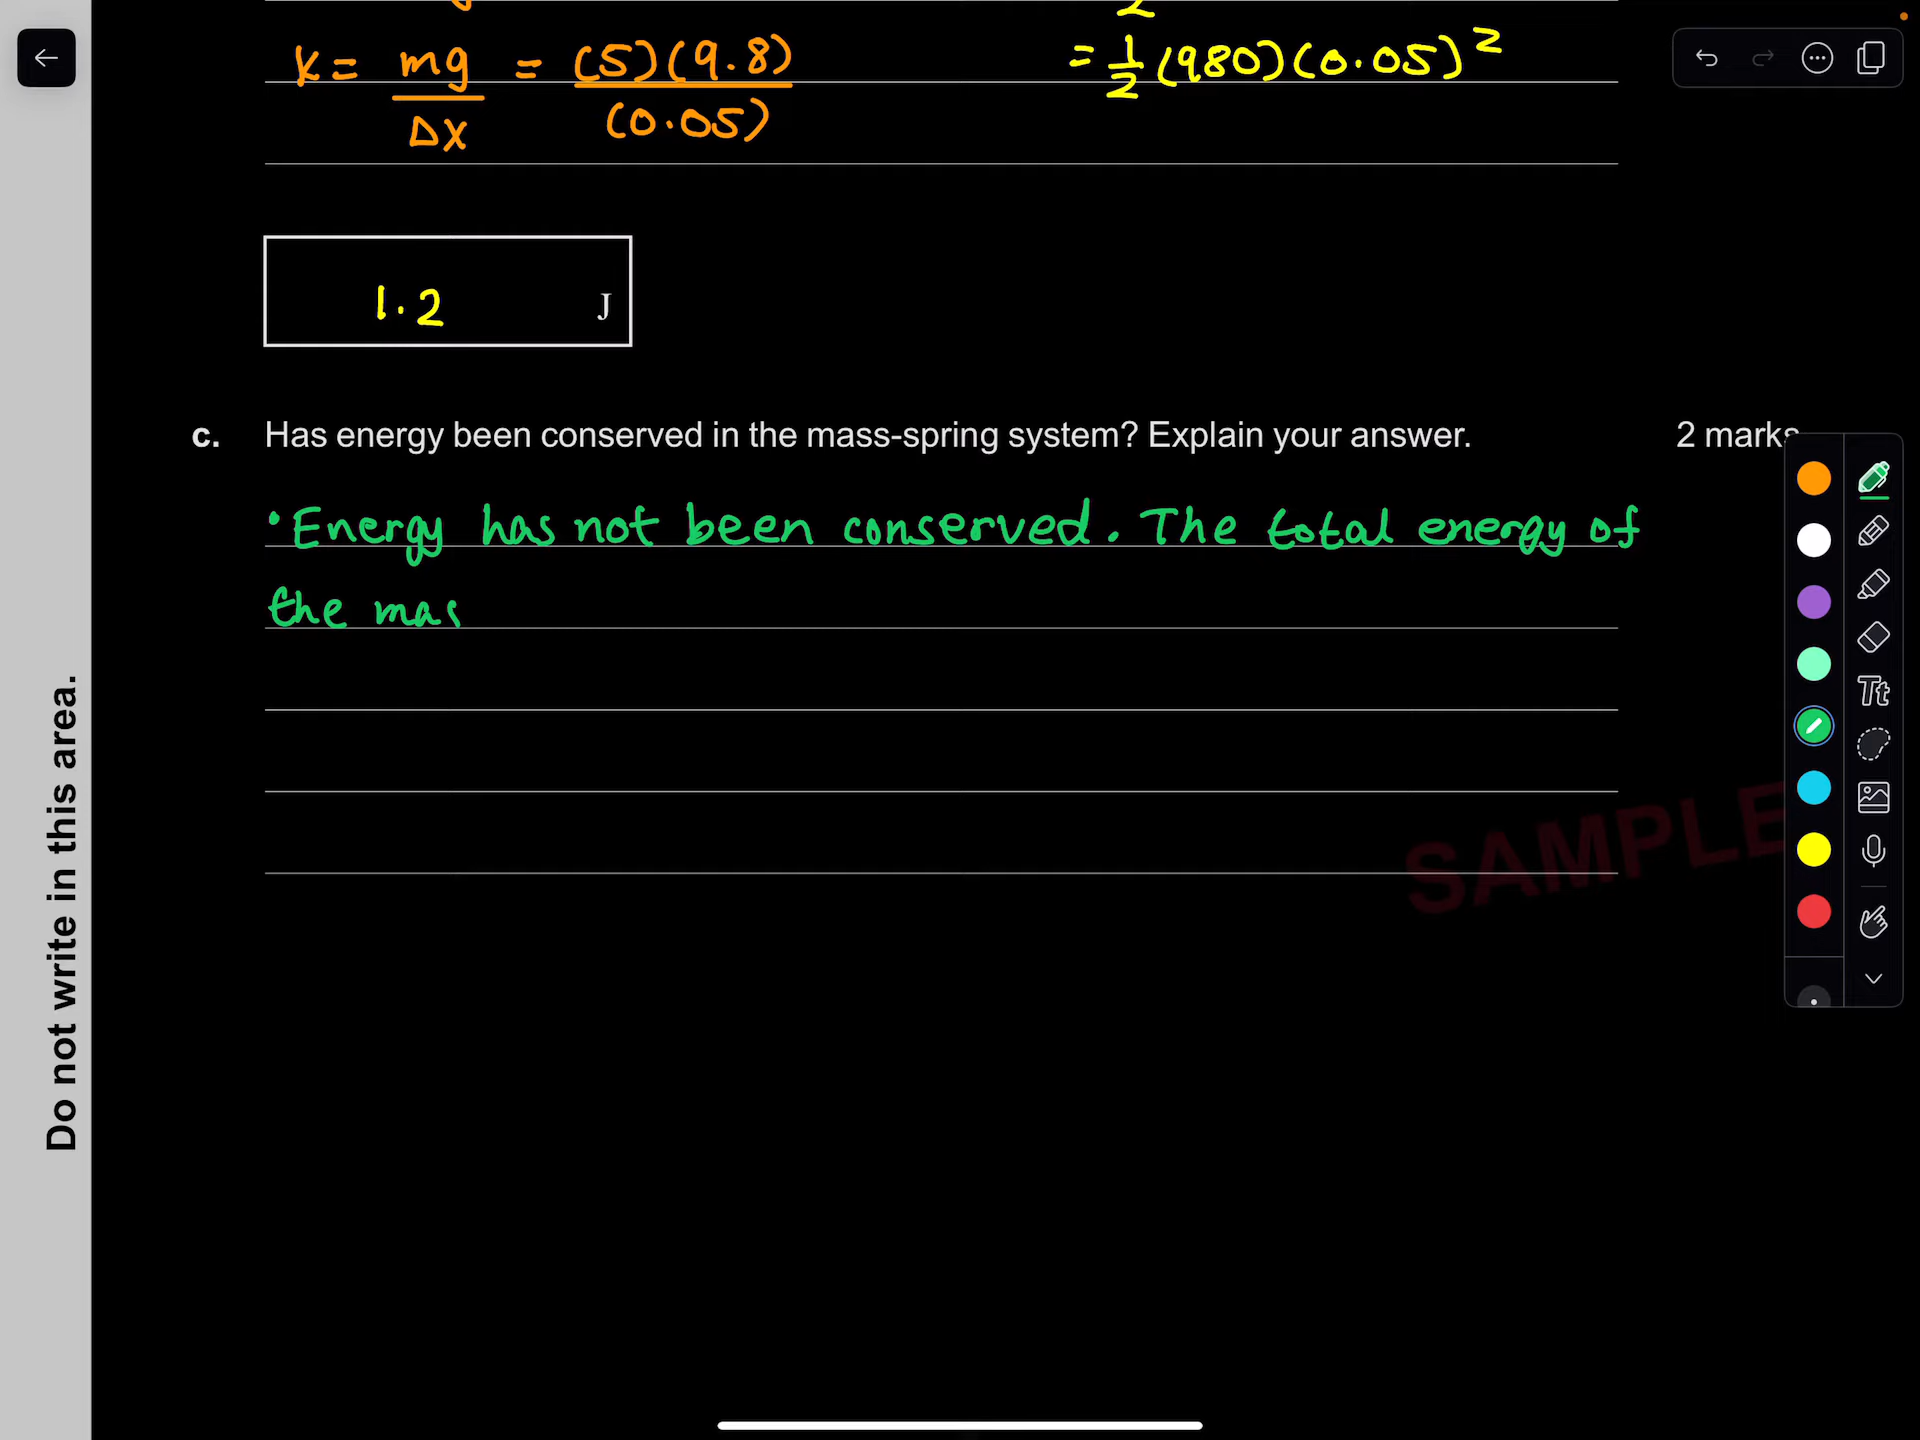 K = mg / Δx = (5)(9.8) / (0.05)
= 1/2 (980)(0.05)²
1.2 J
c. Has energy been conserved in the mass-spring system? Explain your answer. 2 marks
• Energy has not been conserved. The total energy of
the mas
Do not write in this area.
SAMPLE
Tt